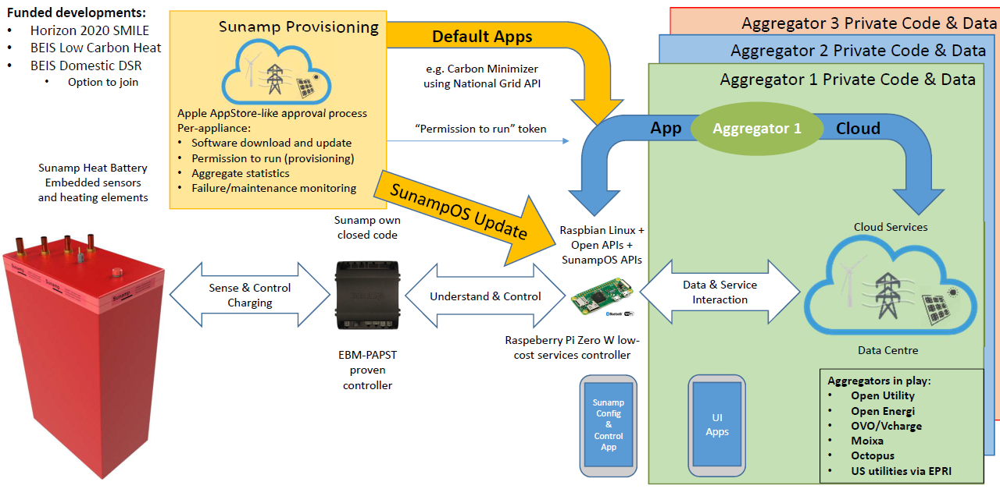 Funded developments:
• Horizon 2020 SMILE
• BEIS Low Carbon Heat
• BEIS Domestic DSR
• Option to join
Sunamp Provisioning
Apple AppStore-like approval process
Per-appliance:
• Software download and update
• Permission to run (provisioning)
• Aggregate statistics
• Failure/maintenance monitoring
Default Apps
e.g. Carbon Minimizer
using National Grid API
"Permission to run" token
Aggregator 3 Private Code & Data
Aggregator 2 Private Code & Data
Aggregator 1 Private Code & Data
App
Aggregator 1
Cloud
Sunamp Heat Battery
Embedded sensors
and heating elements
SunampOS Update
Sunamp own
closed code
Raspbian Linux +
Open APIs +
SunampOS APIs
Cloud Services
Sunamp
Sunamp
Sunamp
Sense & Control
Charging
Understand & Control
Bluetooth
Data & Service
Interaction
EBM-PAPST
proven
controller
Raspeberry Pi Zero W low-
cost services controller
Data Centre
Sunamp
Config
&
Control
App
UI
Apps
Aggregators in play:
• Open Utility
• Open Energi
• OVO/Vcharge
• Moixa
• Octopus
• US utilities via EPRI